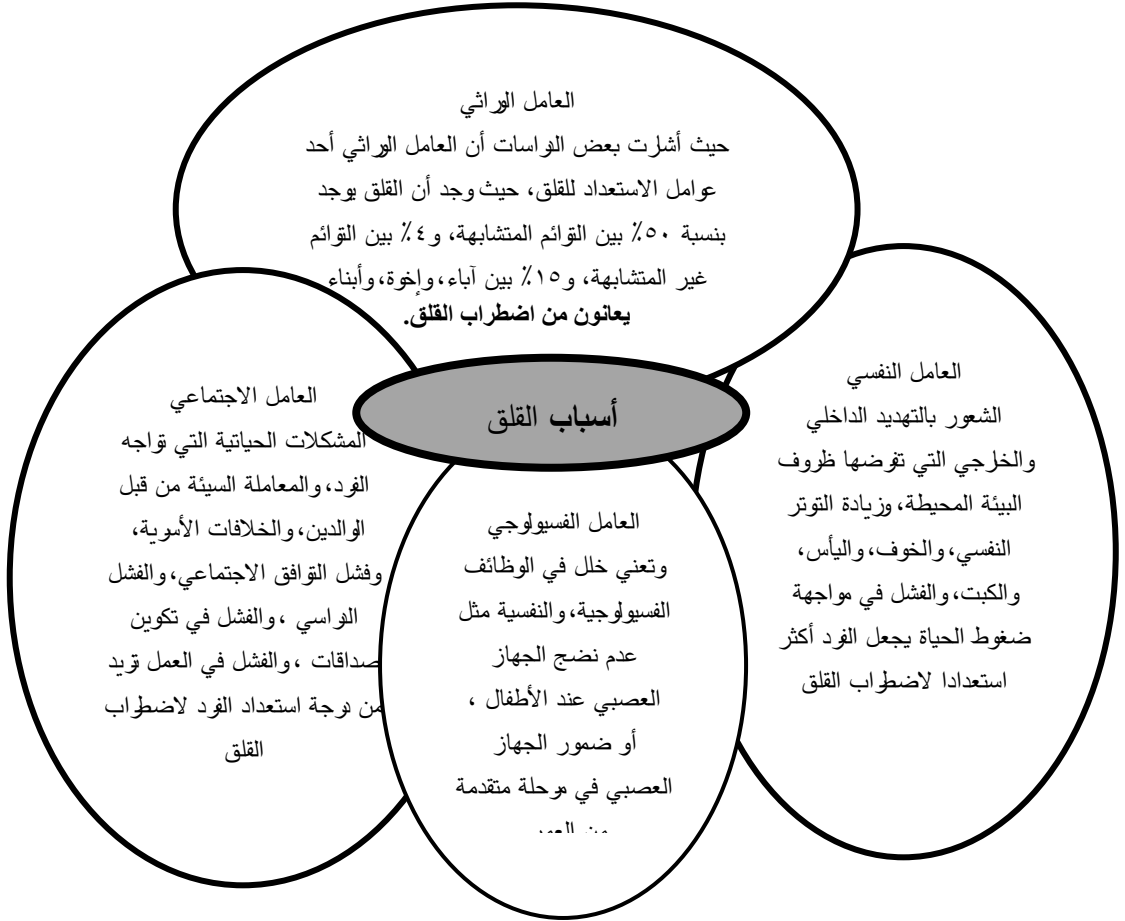 العامل الوراثي
حيث أشارت بعض الدراسات أن العامل الوراثي أحد
عوامل الاستعداد للقلق، حيث وجد أن القلق يوجد
بنسبة ٥٠٪ بين التوائم المتشابهة، و٤٪ بين التوائم
غير المتشابهة، و١٥٪ بين آباء، وإخوة، وأبناء
يعانون من اضطراب القلق.
أسباب القلق
العامل النفسي
الشعور بالتهديد الداخلي
والخارجي التي تفرضها ظروف
البيئة المحيطة، وزيادة التوتر
النفسي، والخوف، واليأس،
والكبت، والفشل في مواجهة
ضغوط الحياة يجعل الفرد أكثر
استعدادا لاضطراب القلق
العامل الفسيولوجي
وتعني خلل في الوظائف
الفسيولوجية، والنفسية مثل
عدم نضج الجهاز
العصبي عند الأطفال ،
أو ضمور الجهاز
العصبي في مرحلة متقدمة
من العمر
العامل الاجتماعي
المشكلات الحياتية التي تواجه
الفرد، والمعاملة السيئة من قبل
الوالدين، والخلافات الأسرية،
وفشل التوافق الاجتماعي، والفشل
الدراسي ، والفشل في تكوين
صداقات ، والفشل في العمل تزيد
من درجة استعداد الفرد لاضطراب
القلق